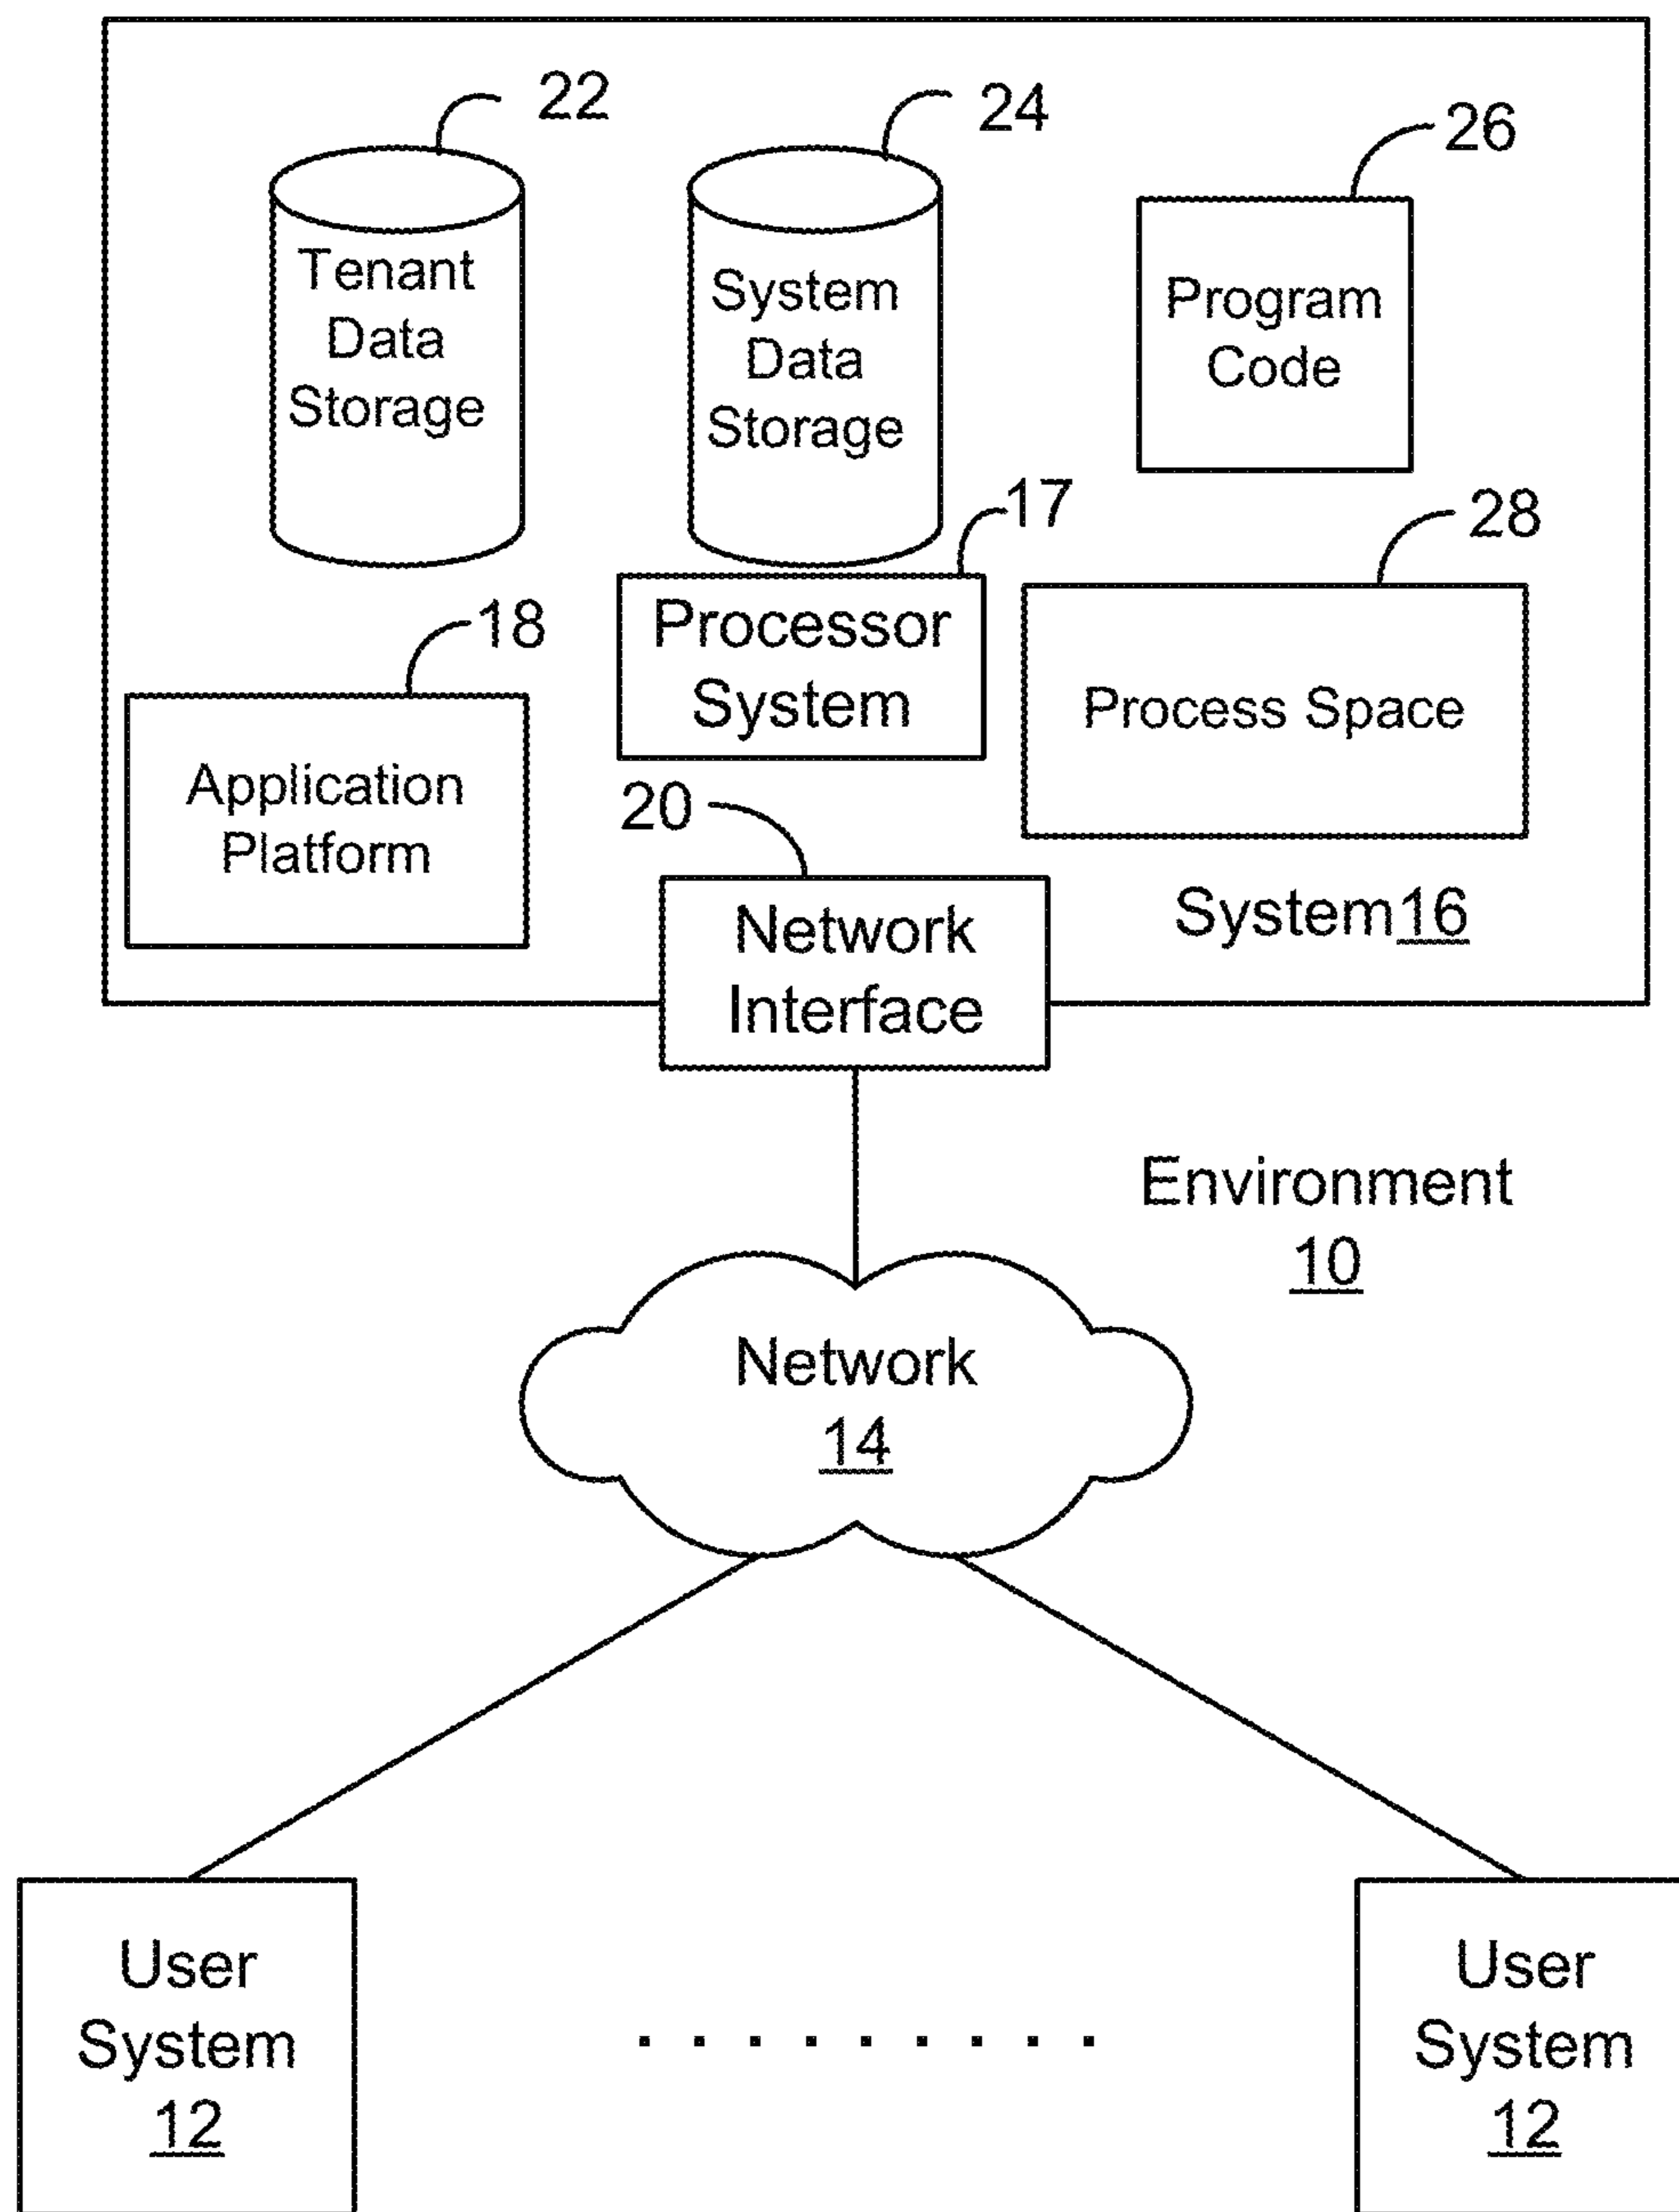 22
24
26
Tenant
Data
Storage
System
Data
Storage
Program
Code
17
28
18
Processor
System
Process Space
Application
Platform
20
Network
Interface
System16
Environment
10
Network
14
User
System
12
........
User
System
12